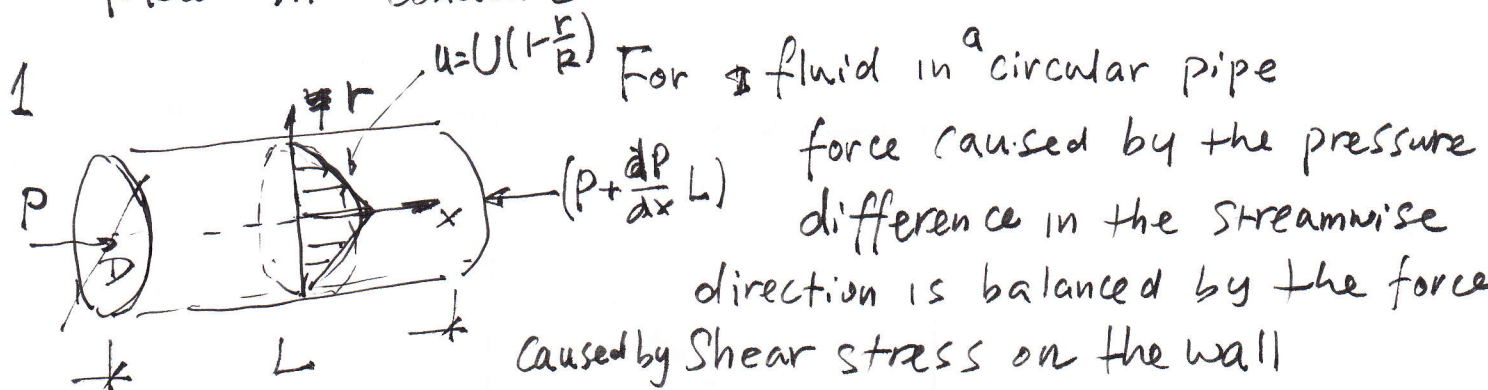 1
u=U(1-r/R)
r
For fluid in a circular pipe
force caused by the pressure
P
(P+dP/dx L)
x
difference in the streamwise
D
direction is balanced by the force
L
caused by Shear stress on the wall